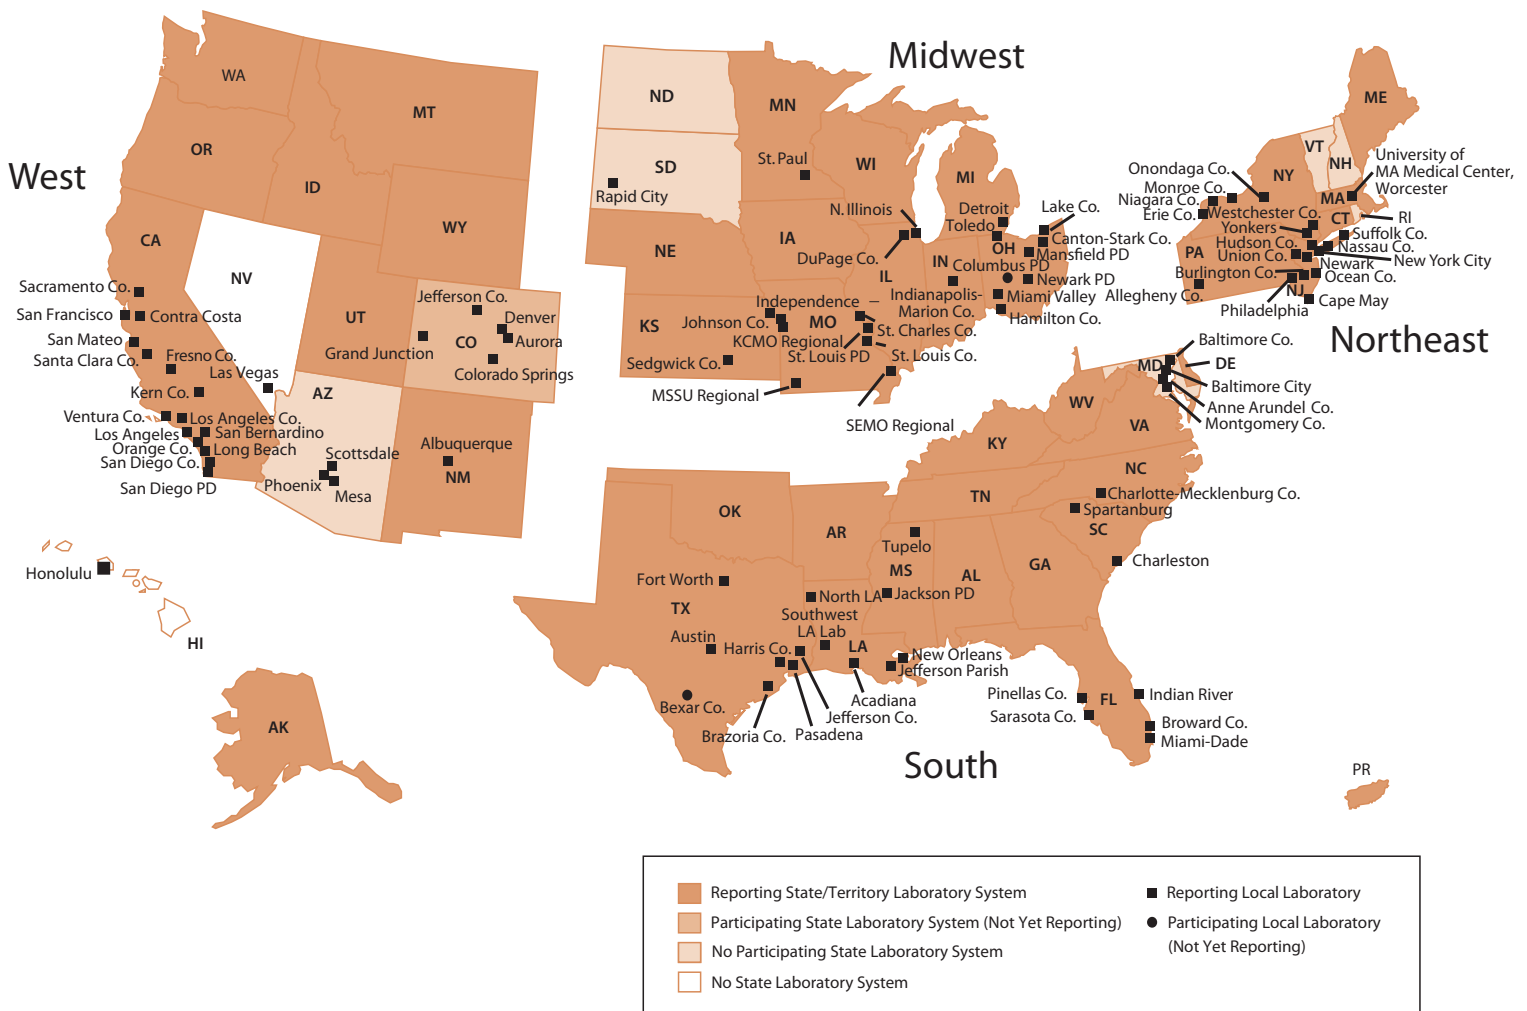 Midwest
West
Northeast
South
WA
MT
OR
ID
WY
CA
NV
UT
CO
AZ
NM
HI
AK
Sacramento Co.
San Francisco
Contra Costa
San Mateo
Santa Clara Co.
Fresno Co.
Las Vegas
Kern Co.
Ventura Co.
Los Angeles Co.
Los Angeles
San Bernardino
Orange Co.
Long Beach
San Diego Co.
San Diego PD
Jefferson Co.
Denver
Aurora
Grand Junction
Colorado Springs
Scottsdale
Phoenix
Mesa
Albuquerque
Honolulu
ND
SD
Rapid City
NE
KS
MN
St. Paul
IA
WI
MI
IL
IN
OH
MO
N. Illinois
DuPage Co.
Detroit
Toledo
Lake Co.
Canton-Stark Co.
Mansfield PD
Columbus PD
Newark PD
Miami Valley
Hamilton Co.
Indianapolis-
Marion Co.
Independence
Johnson Co.
KCMO Regional
St. Charles Co.
St. Louis PD
St. Louis Co.
Sedgwick Co.
MSSU Regional
SEMO Regional
ME
VT
NH
NY
MA
CT
RI
PA
NJ
University of
MA Medical Center,
Worcester
Onondaga Co.
Monroe Co.
Niagara Co.
Erie Co.
Westchester Co.
Yonkers
Hudson Co.
Union Co.
Suffolk Co.
Nassau Co.
New York City
Newark
Burlington Co.
Ocean Co.
Allegheny Co.
Philadelphia
Cape May
Baltimore Co.
MD
DE
Baltimore City
Anne Arundel Co.
Montgomery Co.
WV
VA
KY
NC
TN
SC
Charlotte-Mecklenburg Co.
Spartanburg
Charleston
OK
AR
MS
AL
GA
TX
LA
FL
Tupelo
Jackson PD
Fort Worth
North LA
Southwest
LA Lab
Austin
Harris Co.
New Orleans
Jefferson Parish
Bexar Co.
Acadiana
Jefferson Co.
Brazoria Co.
Pasadena
Pinellas Co.
Sarasota Co.
Indian River
Broward Co.
Miami-Dade
PR
Reporting State/Territory Laboratory System
Participating State Laboratory System (Not Yet Reporting)
No Participating State Laboratory System
No State Laboratory System
Reporting Local Laboratory
Participating Local Laboratory
(Not Yet Reporting)